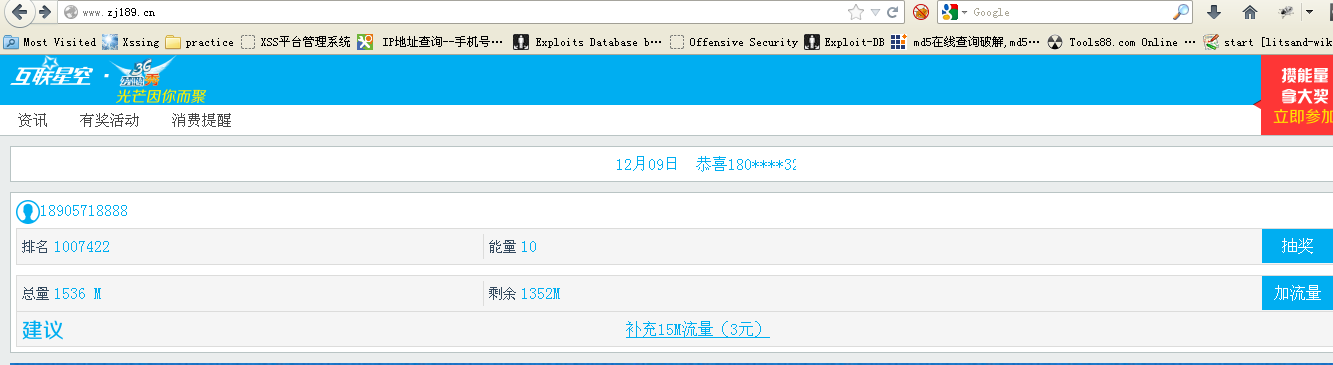 www.zj189.cn Google
Most Visited Xssing practice XSS平台管理系统 IP地址查询--手机号… Exploits Database b… Offensive Security Exploit-DB md5在线查询破解,md5… Tools88.com Online … start [litsand-wik
互联星空 · 3G
光芒因你而聚
攒能量
拿大奖
立即参加
资讯 有奖活动 消费提醒
12月09日 恭喜180****32
18905718888
排名 1007422 能量 10 抽奖
总量 1536 M 剩余 1352M 加流量
建议 补充15M流量（3元）